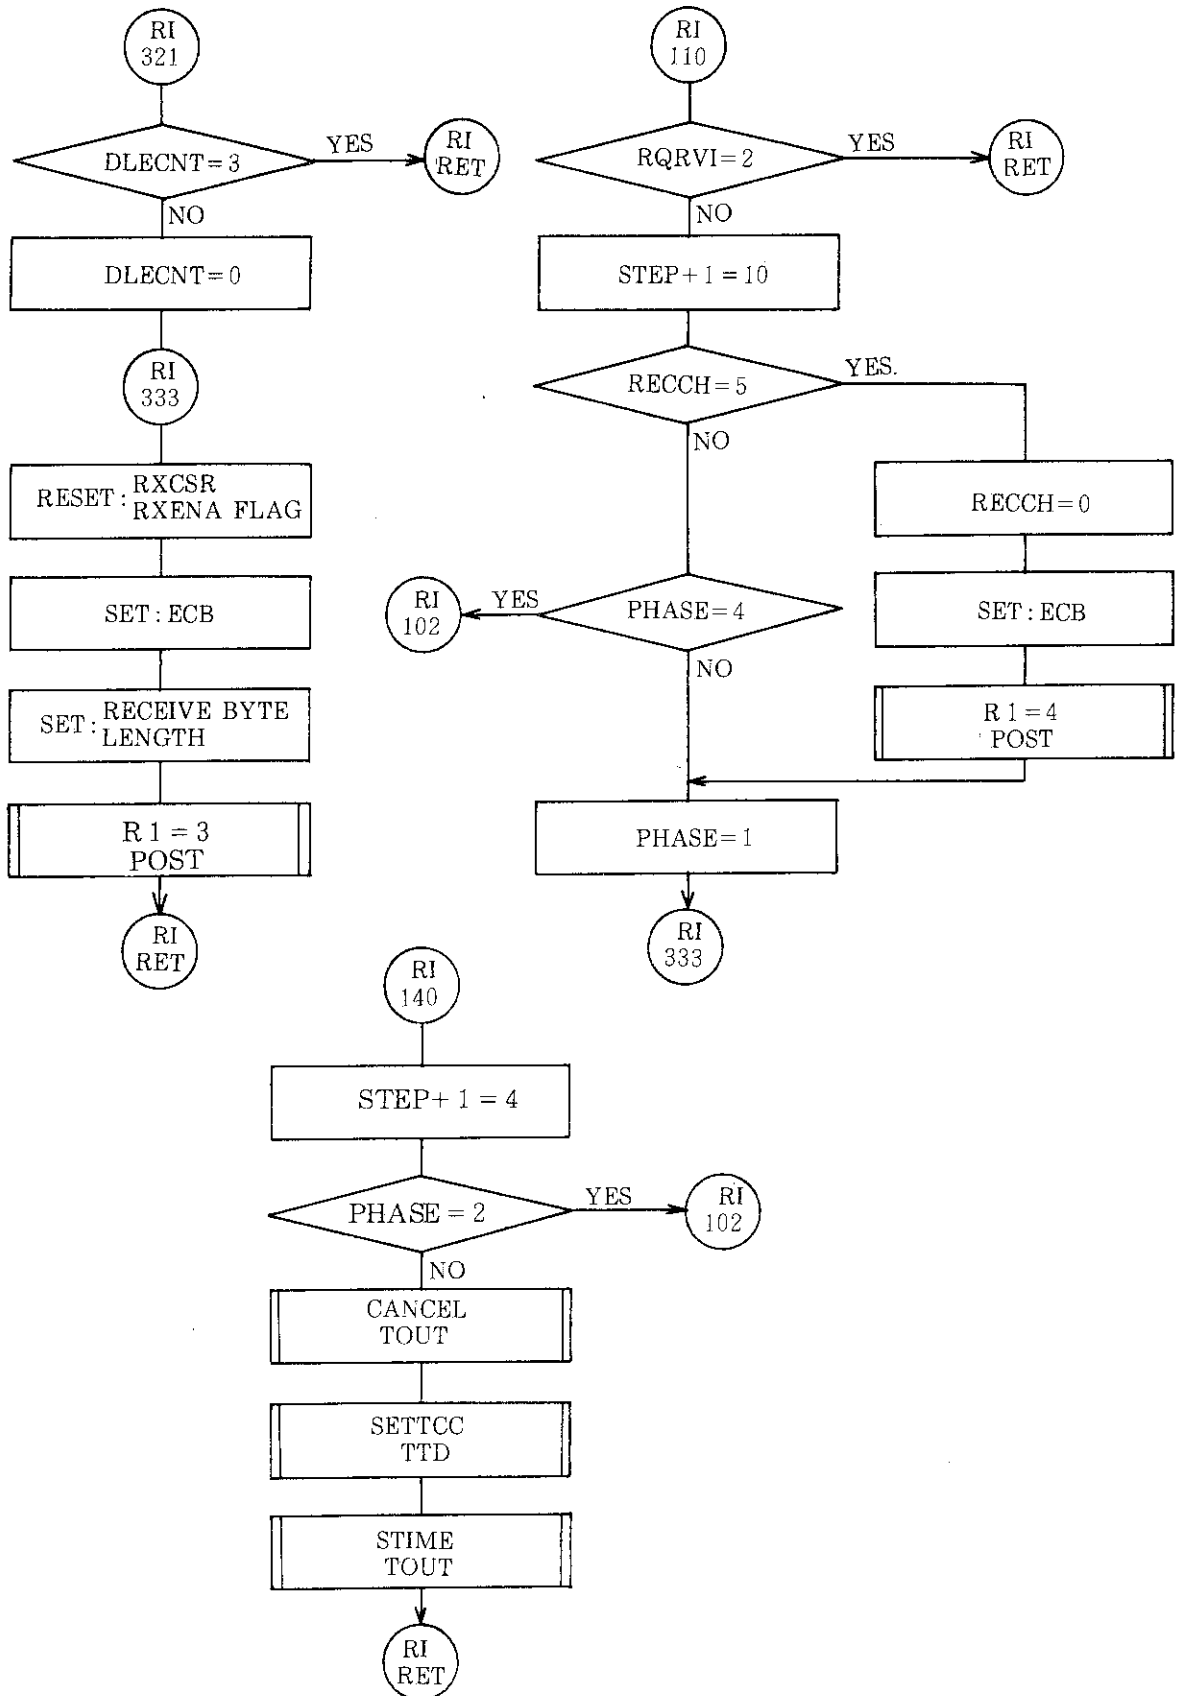 RI
321
DLECNT=3
YES
RI
RET
NO
DLECNT=0
RI
333
RESET:
RXCSR
RXENA FLAG
SET:ECB
SET:
RECEIVE BYTE
LENGTH
R1=3
POST
RI
RET
RI
110
RQRVI=2
YES
RI
RET
NO
STEP+1=10
RECCH=5
YES.
NO
RECCH=0
SET:ECB
R1=4
POST
PHASE=4
YES
RI
102
NO
PHASE=1
RI
333
RI
140
STEP+1=4
PHASE=2
YES
RI
102
NO
CANCEL
TOUT
SETTCC
TTD
STIME
TOUT
RI
RET